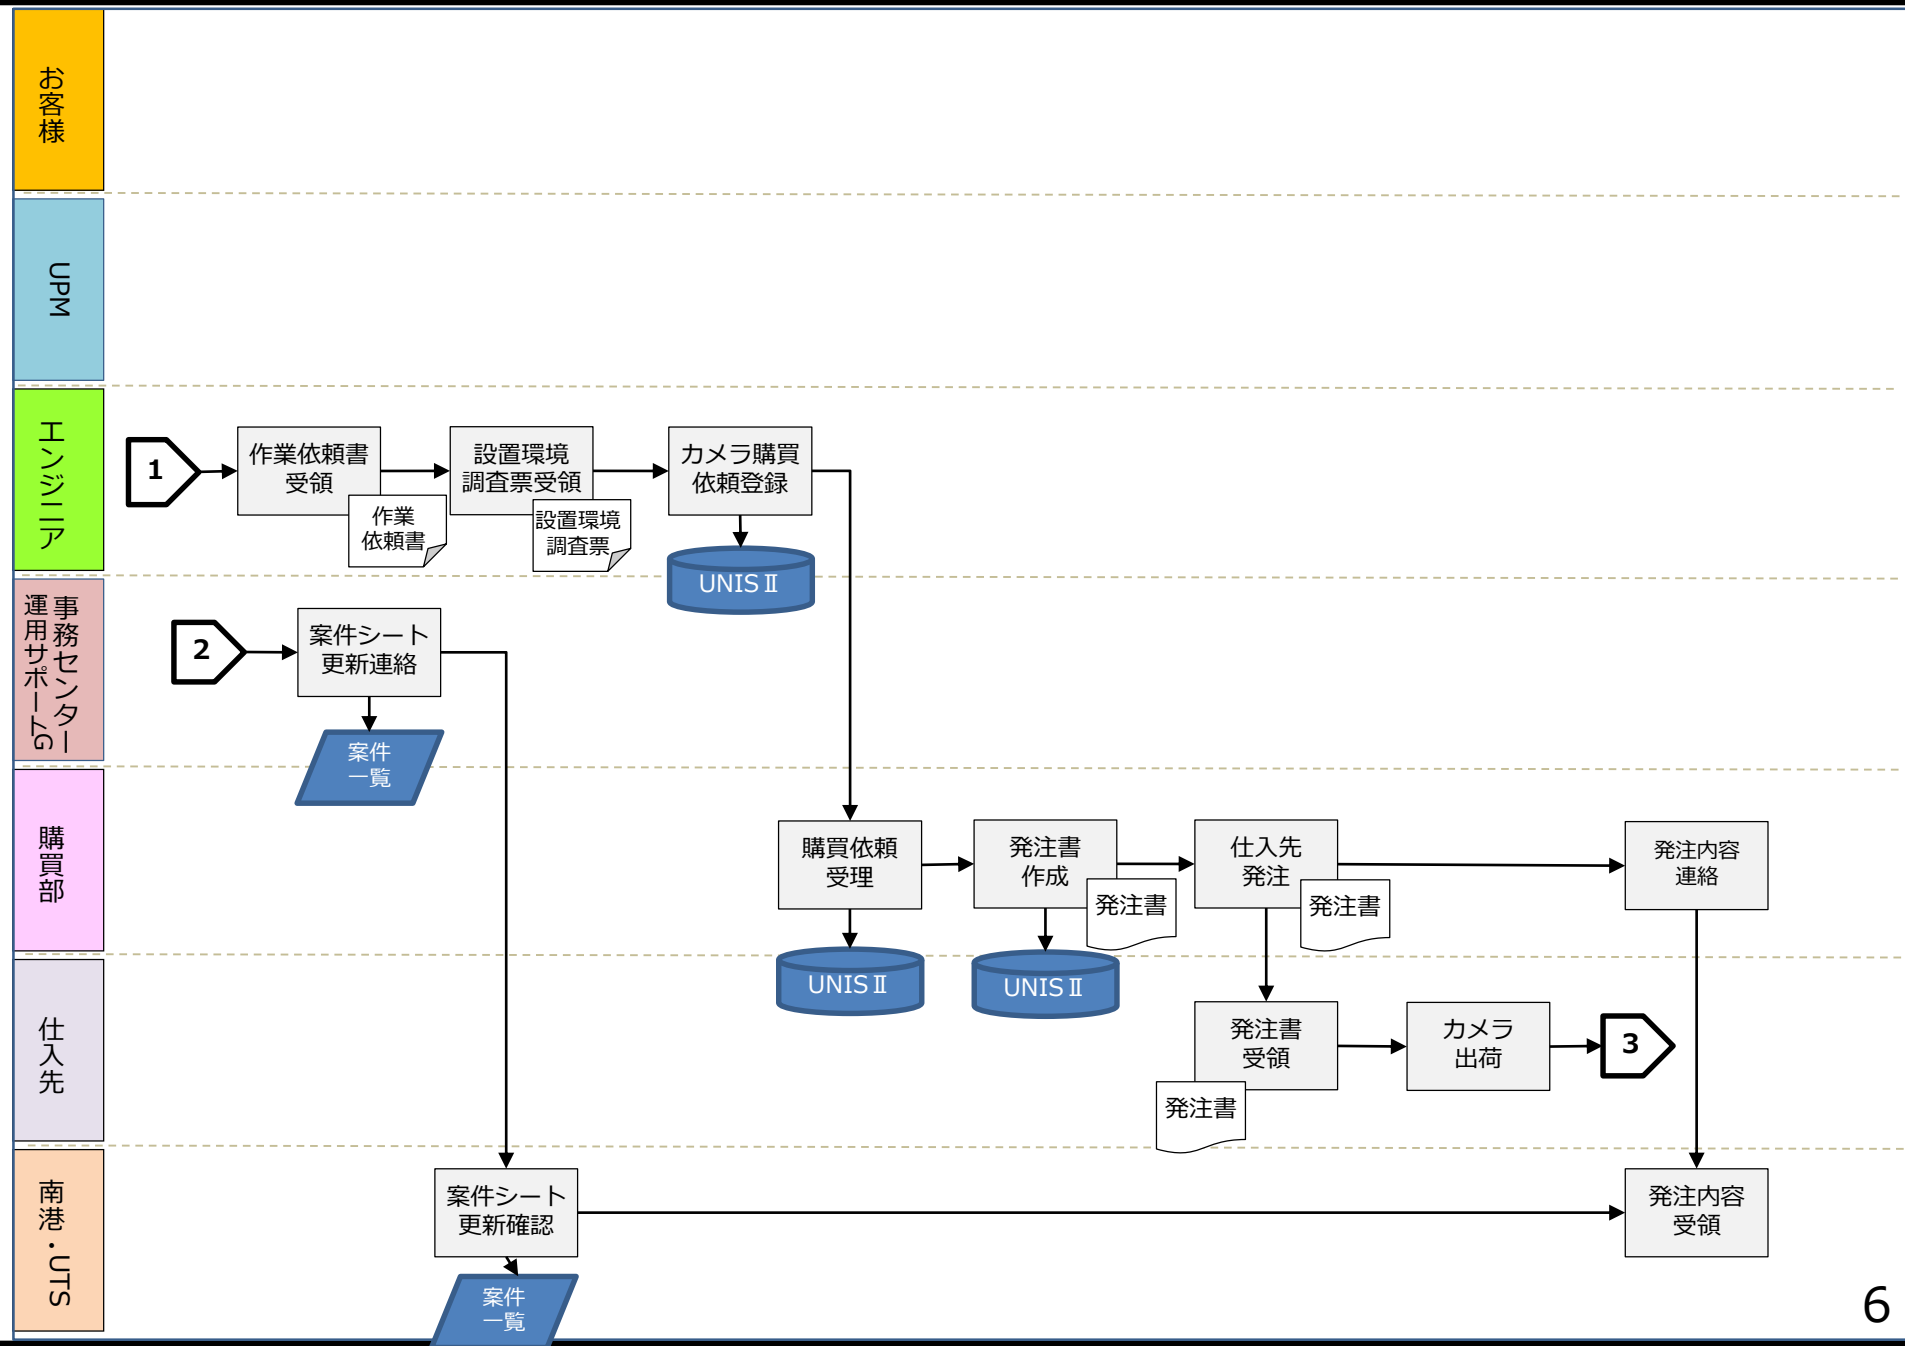 お客様
UPM
エンジニア
1
作業依頼書
受領
作業
依頼書
設置環境
調査票受領
設置環境
調査票
カメラ購買
依頼登録
UNISⅡ
事務センター
運用サポートG
2
案件シート
更新連絡
案件
一覧
購買部
購買依頼
受理
UNISⅡ
発注書
作成
発注書
UNISⅡ
仕入先
発注
発注書
発注内容
連絡
仕入先
発注書
受領
発注書
カメラ
出荷
3
南港・UTS
案件シート
更新確認
案件
一覧
発注内容
受領
6